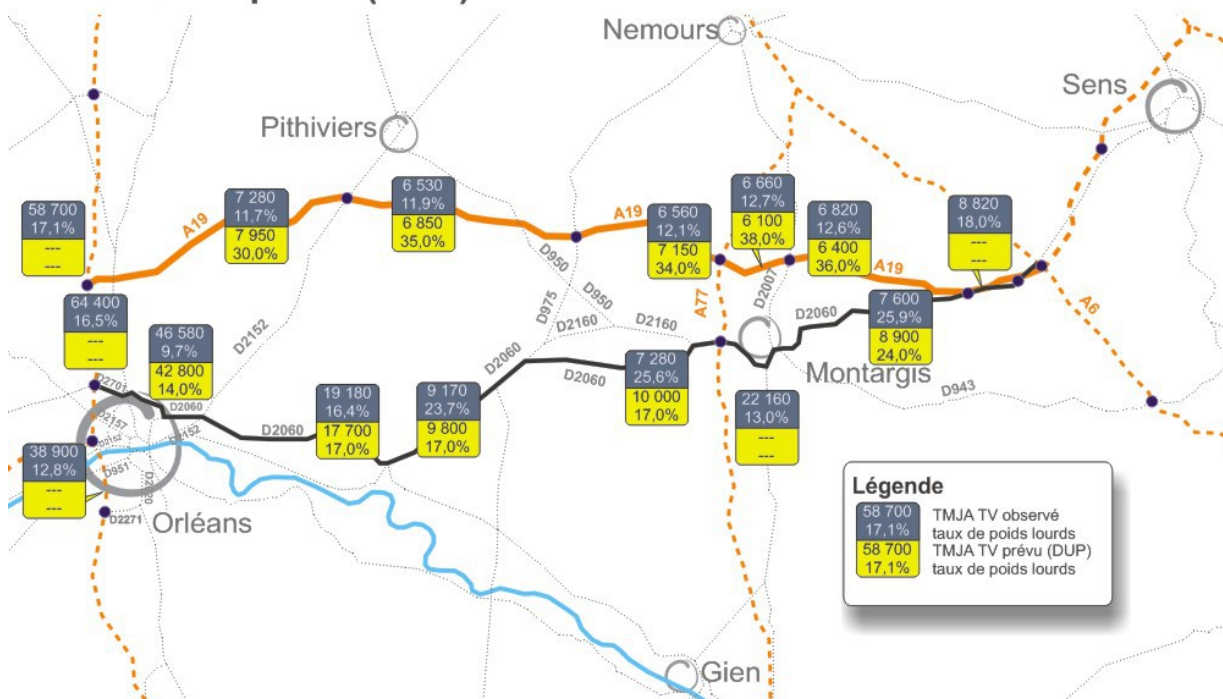 Nemours
Sens
Pithiviers
58 700
17,1%
---
---
A19
7 280
11,7%
7 950
30,0%
6 530
11,9%
6 850
35,0%
A19
6 560
12,1%
7 150
34,0%
6 660
12,7%
6 100
38,0%
6 820
12,6%
6 400
36,0%
8 820
18,0%
---
---
A19
D950
D2007
64 400
16,5%
---
---
46 580
9,7%
42 800
14,0%
D2152
D975
D950
D2160
D2160
A77
D2060
7 600
25,9%
8 900
24,0%
A6
D2701
D2060
D2157
D2152
D2152
D2060
19 180
16,4%
17 700
17,0%
9 170
23,7%
9 800
17,0%
D2060
D2060
7 280
25,6%
10 000
17,0%
Montargis
D943
22 160
13,0%
---
---
38 900
12,8%
---
---
D951
D2020
D2271
Orléans
Gien
Légende
58 700
17,1%
TMJA TV observé
taux de poids lourds
58 700
17,1%
TMJA TV prévu (DUP)
taux de poids lourds